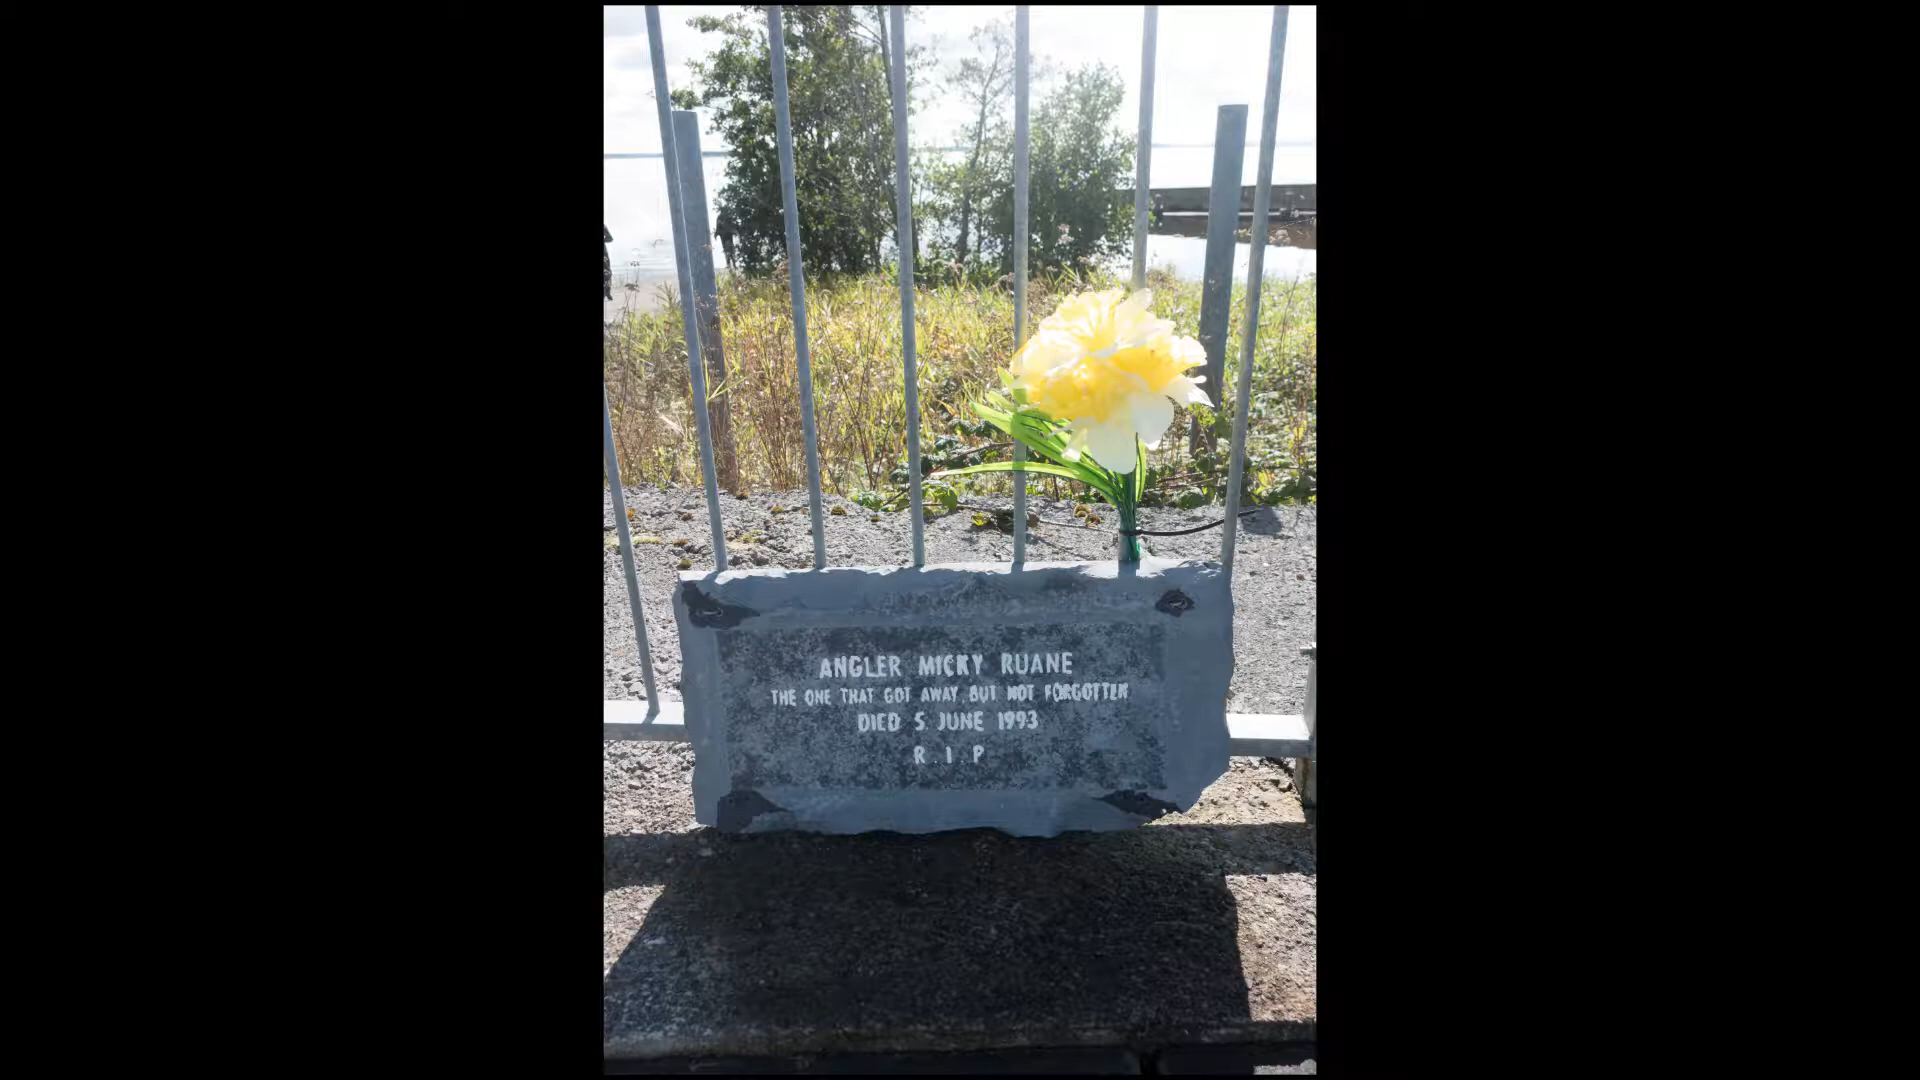 ANGLER MICKY RUANE
THE ONE THAT GOT AWAY BUT NOT FORGOTTEN
DIED 5 JUNE 1993
R.I.P